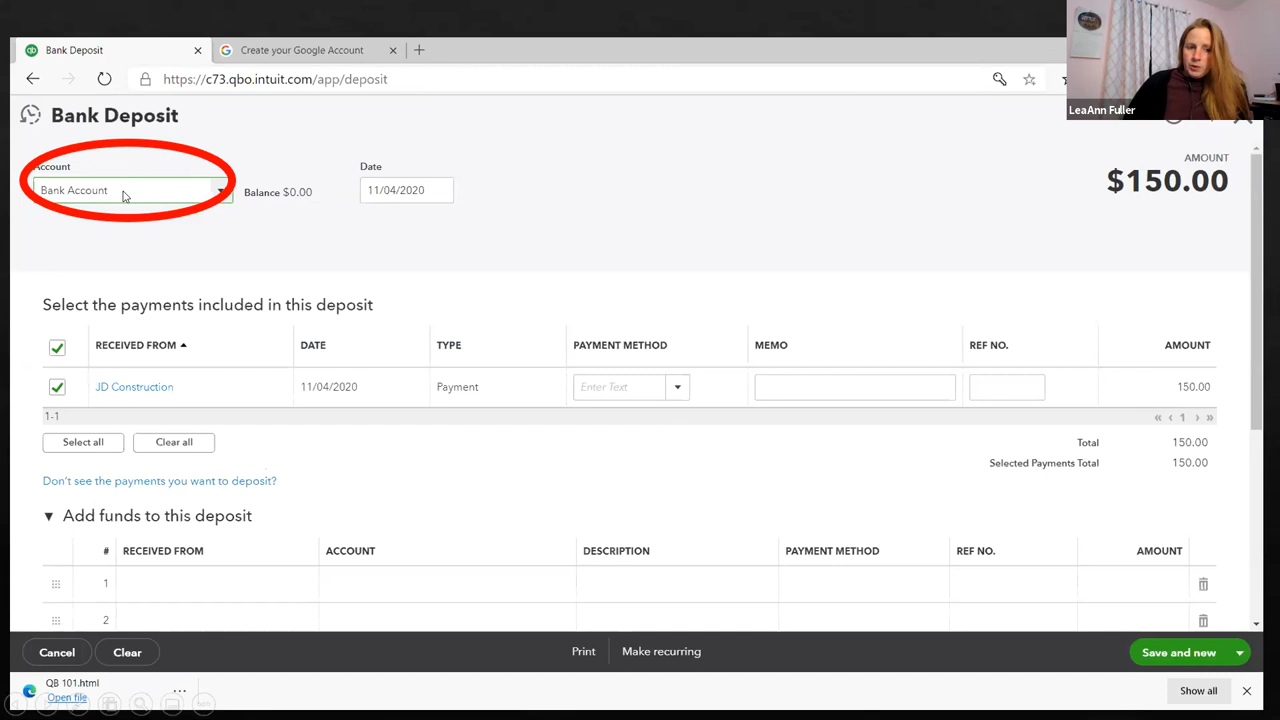 Bank Deposit
Create your Google Account
https://c73.qbo.intuit.com/app/deposit
LeaAnn Fuller
Bank Deposit
Account
Date
AMOUNT
Bank Account
Balance $0.00
11/04/2020
$150.00
Select the payments included in this deposit
RECEIVED FROM DATE TYPE PAYMENT METHOD MEMO REF NO. AMOUNT
JD Construction 11/04/2020 Payment Enter Text 150.00
1-1
1
Select all Clear all
Total 150.00
Selected Payments Total 150.00
Don't see the payments you want to deposit?
Add funds to this deposit
# RECEIVED FROM ACCOUNT DESCRIPTION PAYMENT METHOD REF NO. AMOUNT
1
2
Cancel Clear Print Make recurring Save and new
QB 101.html
Open file
Show all